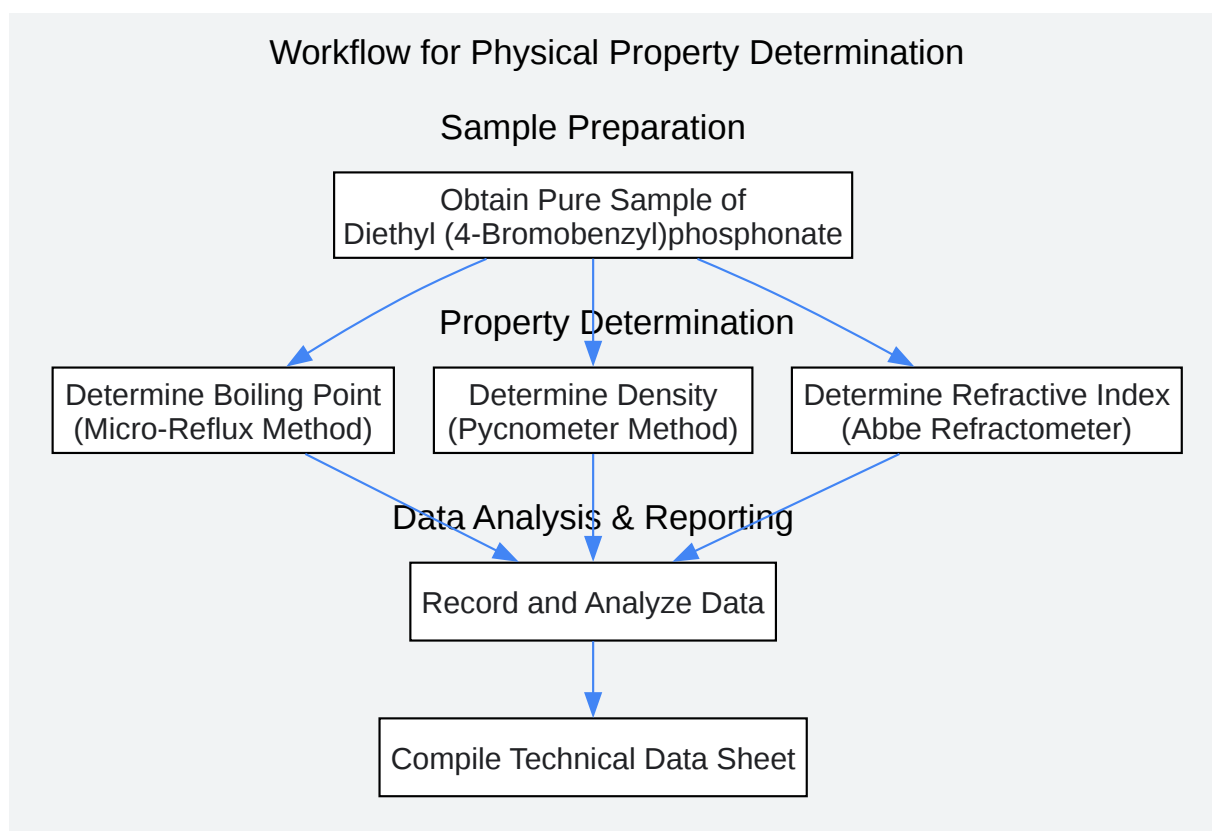 Workflow for Physical Property Determination
Sample Preparation
Obtain Pure Sample of
Diethyl (4-Bromobenzyl)phosphonate
Property Determination
Determine Boiling Point
(Micro-Reflux Method)
Determine Density
(Pycnometer Method)
Determine Refractive Index
(Abbe Refractometer)
Data Analysis & Reporting
Record and Analyze Data
Compile Technical Data Sheet